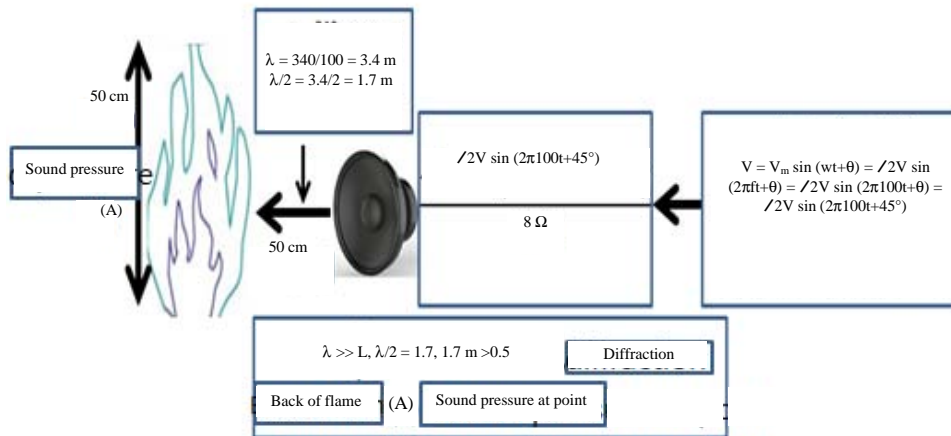 λ = 340/100 = 3.4 m
λ/2 = 3.4/2 = 1.7 m
50 cm
Sound pressure
(A)
50 cm
√2V sin (2π100t+45°)
8 Ω
V = Vm sin (wt+θ) = √2V sin
(2πft+θ) = √2V sin (2π100t+θ) =
√2V sin (2π100t+45°)
λ >> L, λ/2 = 1.7, 1.7 m >0.5
Diffraction
Back of flame (A) Sound pressure at point